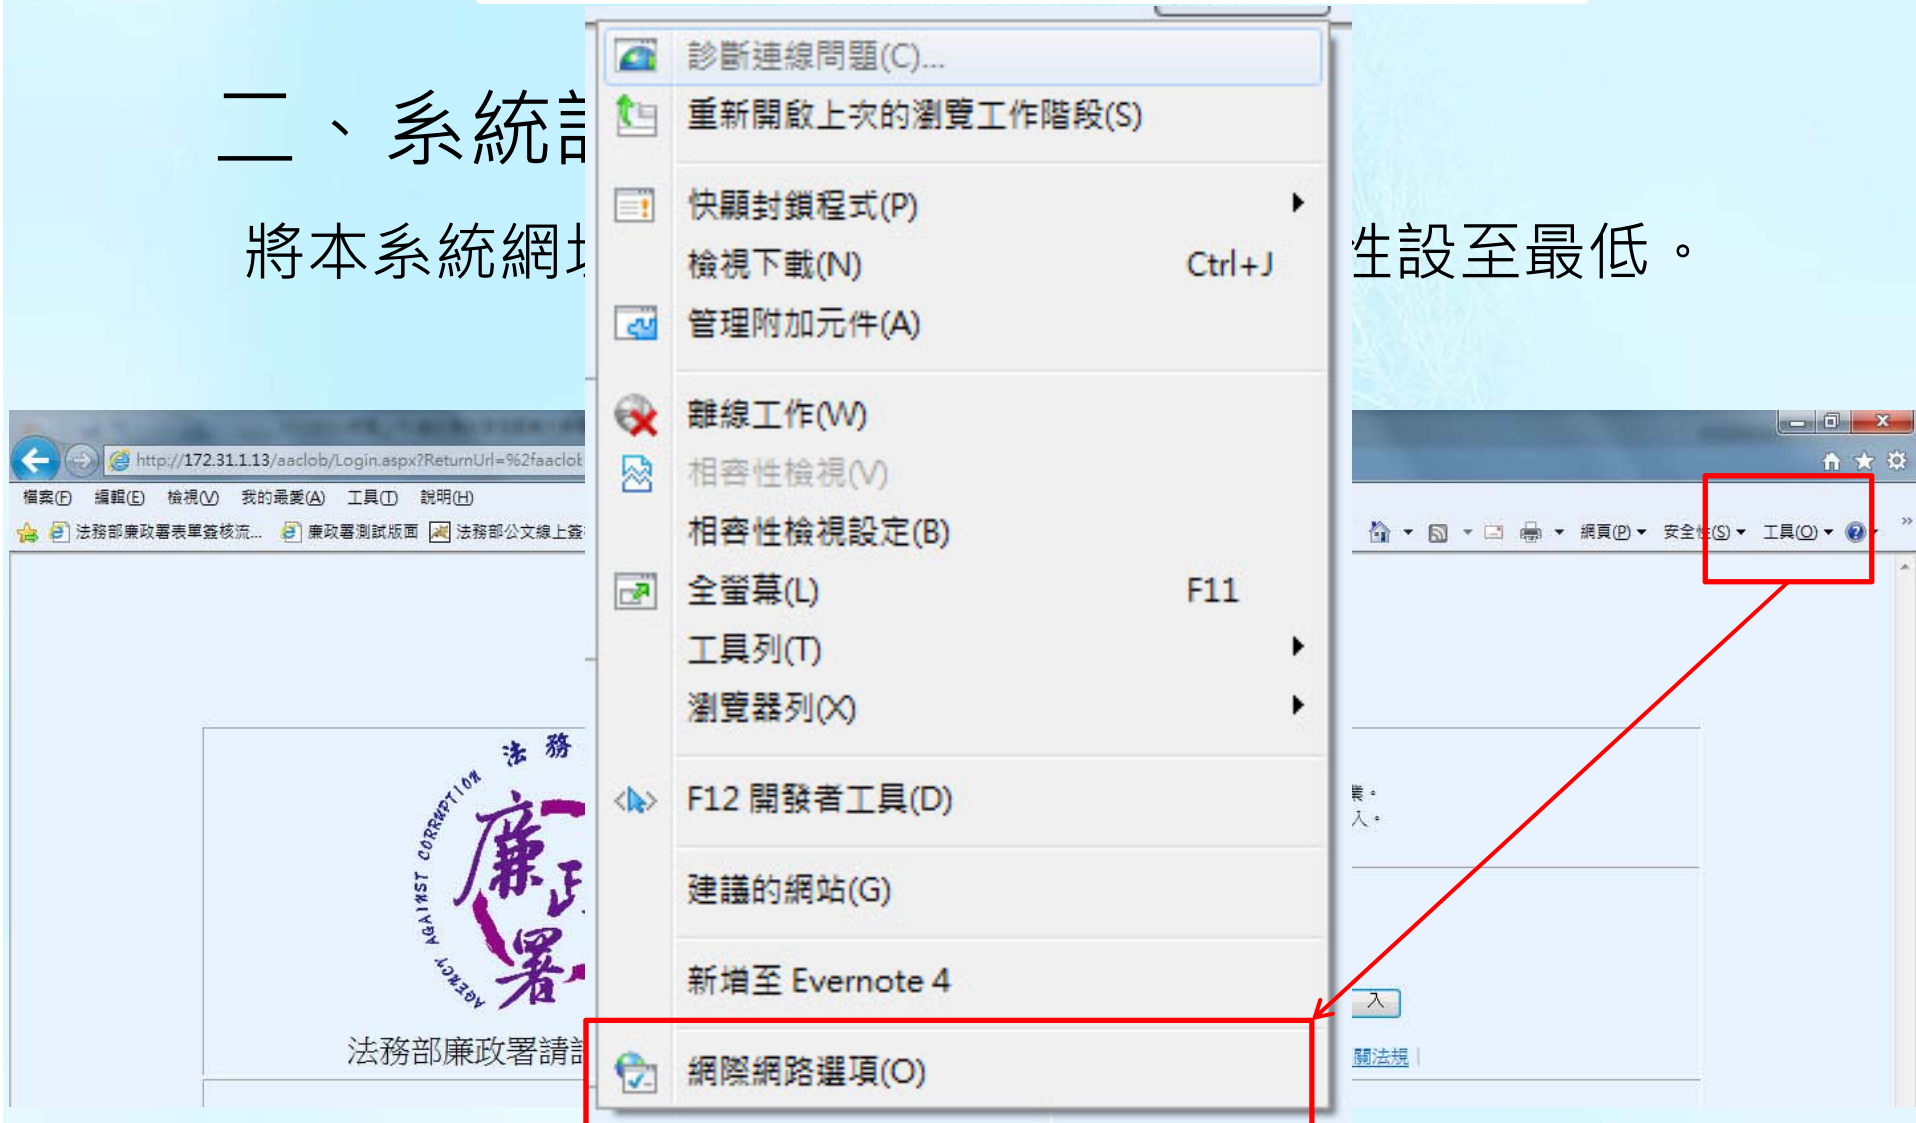 二、系統
將本系統網
性設至最低。
診斷連線問題(C)...
重新開啟上次的瀏覽工作階段(S)
快顯封鎖程式(P)
檢視下載(N) Ctrl+J
管理附加元件(A)
離線工作(W)
相容性檢視(V)
相容性檢視設定(B)
全螢幕(L) F11
工具列(T)
瀏覽器列(X)
F12 開發者工具(D)
建議的網站(G)
新增至 Evernote 4
網際網路選項(O)
http://172.31.1.13/aaclob/Login.aspx?ReturnUrl=%2faaclob
檔案(F) 編輯(E) 檢視(V) 我的最愛(A) 工具(T) 說明(H)
法務部廉政署表單簽核流... 廉政署測試版面 法務部公文線上簽
網頁(P) 安全性(S) 工具(O)
法務
AGENCY AGAINST CORRUPTION
廉政
署
業。
入。
入
法務部廉政署請
關法規